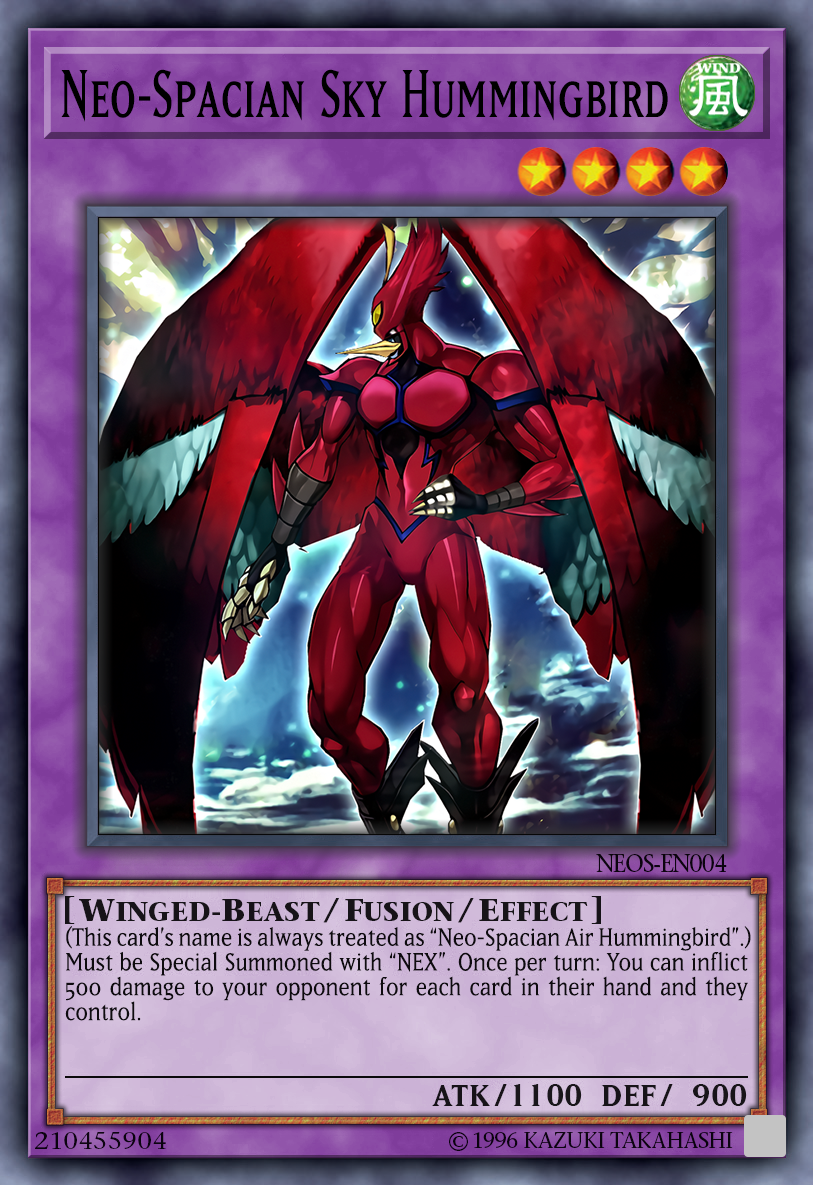 Neo-Spacian Sky Hummingbird
WIND
風
NEOS-EN004
[ Winged-Beast / Fusion / Effect ]
(This card's name is always treated as “Neo-Spacian Air Hummingbird”.)
Must be Special Summoned with “NEX”. Once per turn: You can inflict
500 damage to your opponent for each card in their hand and they
control.
ATK/1100 DEF/ 900
210455904
© 1996 KAZUKI TAKAHASHI